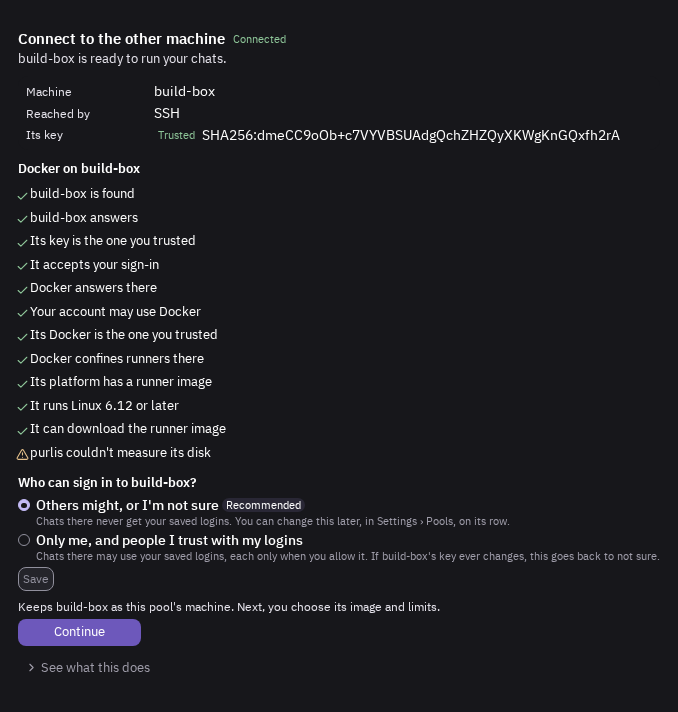 Connect to the other machine Connected
build-box is ready to run your chats.
Machine build-box
Reached by SSH
Its key Trusted SHA256:dmeCC9oOb+c7VYVBSUAdgQchZHZQyXKWgKnGQxfh2rA
Docker on build-box
build-box is found
build-box answers
Its key is the one you trusted
It accepts your sign-in
Docker answers there
Your account may use Docker
Its Docker is the one you trusted
Docker confines runners there
Its platform has a runner image
It runs Linux 6.12 or later
It can download the runner image
purlis couldn't measure its disk
Who can sign in to build-box?
Others might, or I'm not sure Recommended
Chats there never get your saved logins. You can change this later, in Settings › Pools, on its row.
Only me, and people I trust with my logins
Chats there may use your saved logins, each only when you allow it. If build-box's key ever changes, this goes back to not sure.
Save
Keeps build-box as this pool's machine. Next, you choose its image and limits.
Continue
See what this does